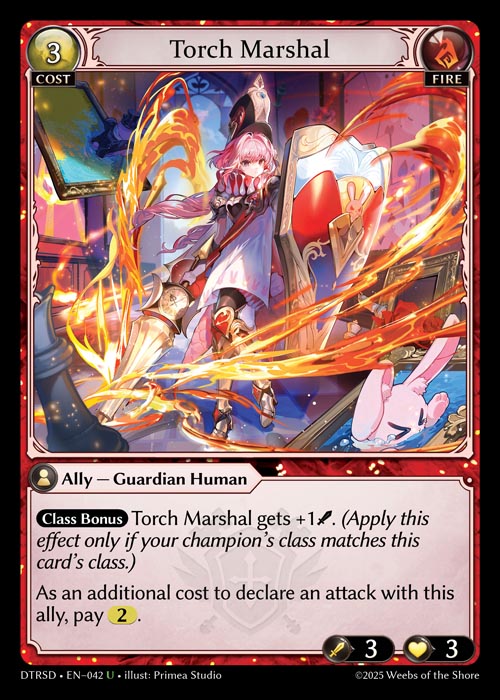 3
Torch Marshal
COST
FIRE
Ally — Guardian Human
Class Bonus Torch Marshal gets +1. (Apply this
effect only if your champion's class matches this
card's class.)
As an additional cost to declare an attack with this
ally, pay 2.
3
3
DTRSD • EN–042 U • illust: Primea Studio
©2025 Weebs of the Shore